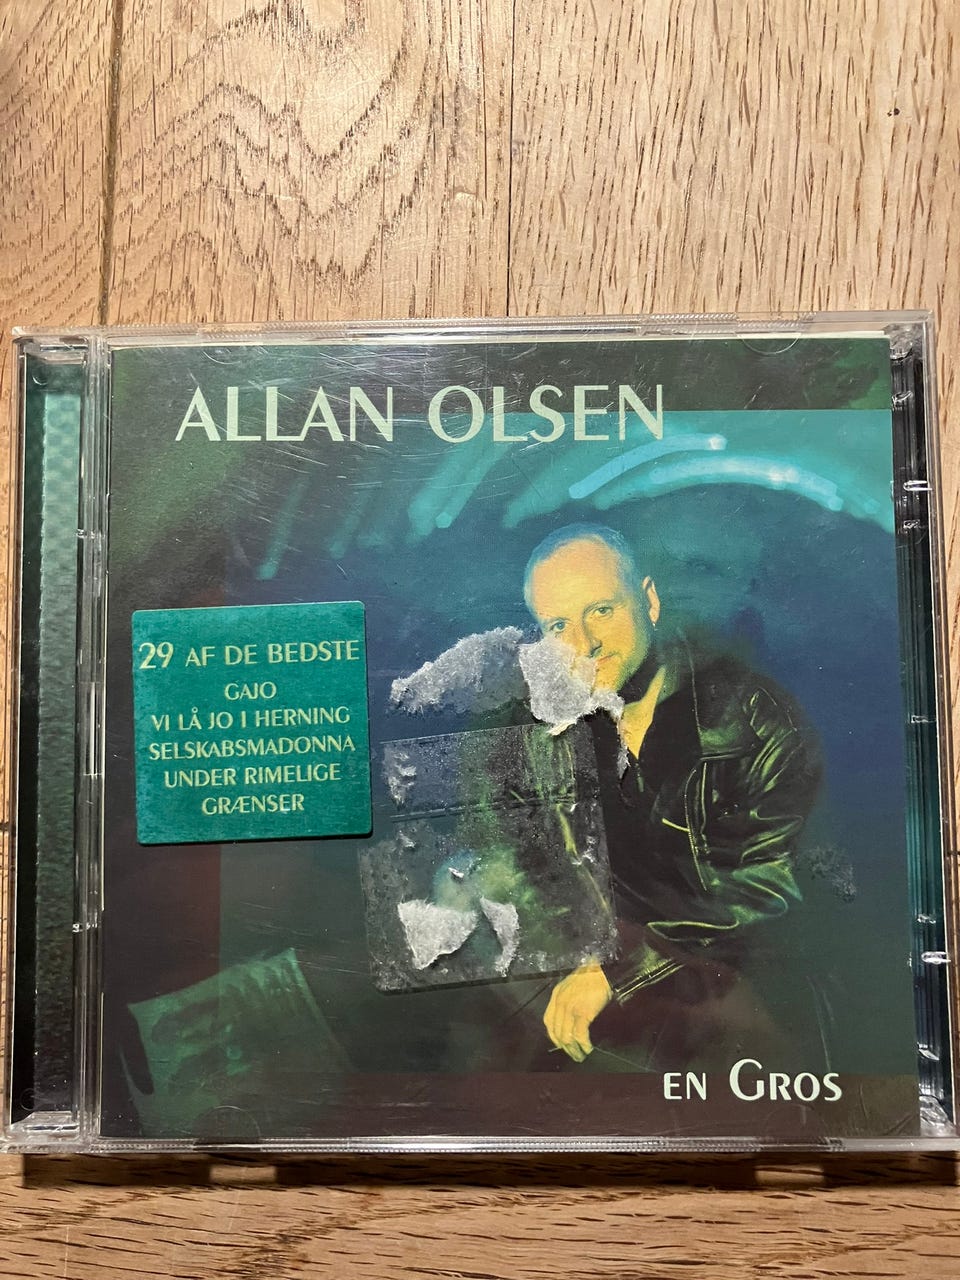 ALLAN OLSEN
29 AF DE BEDSTE
GAJO
VI LÅ JO I HERNING
SELSKABSMADONNA
UNDER RIMELIGE
GRÆNSER
EN GROS